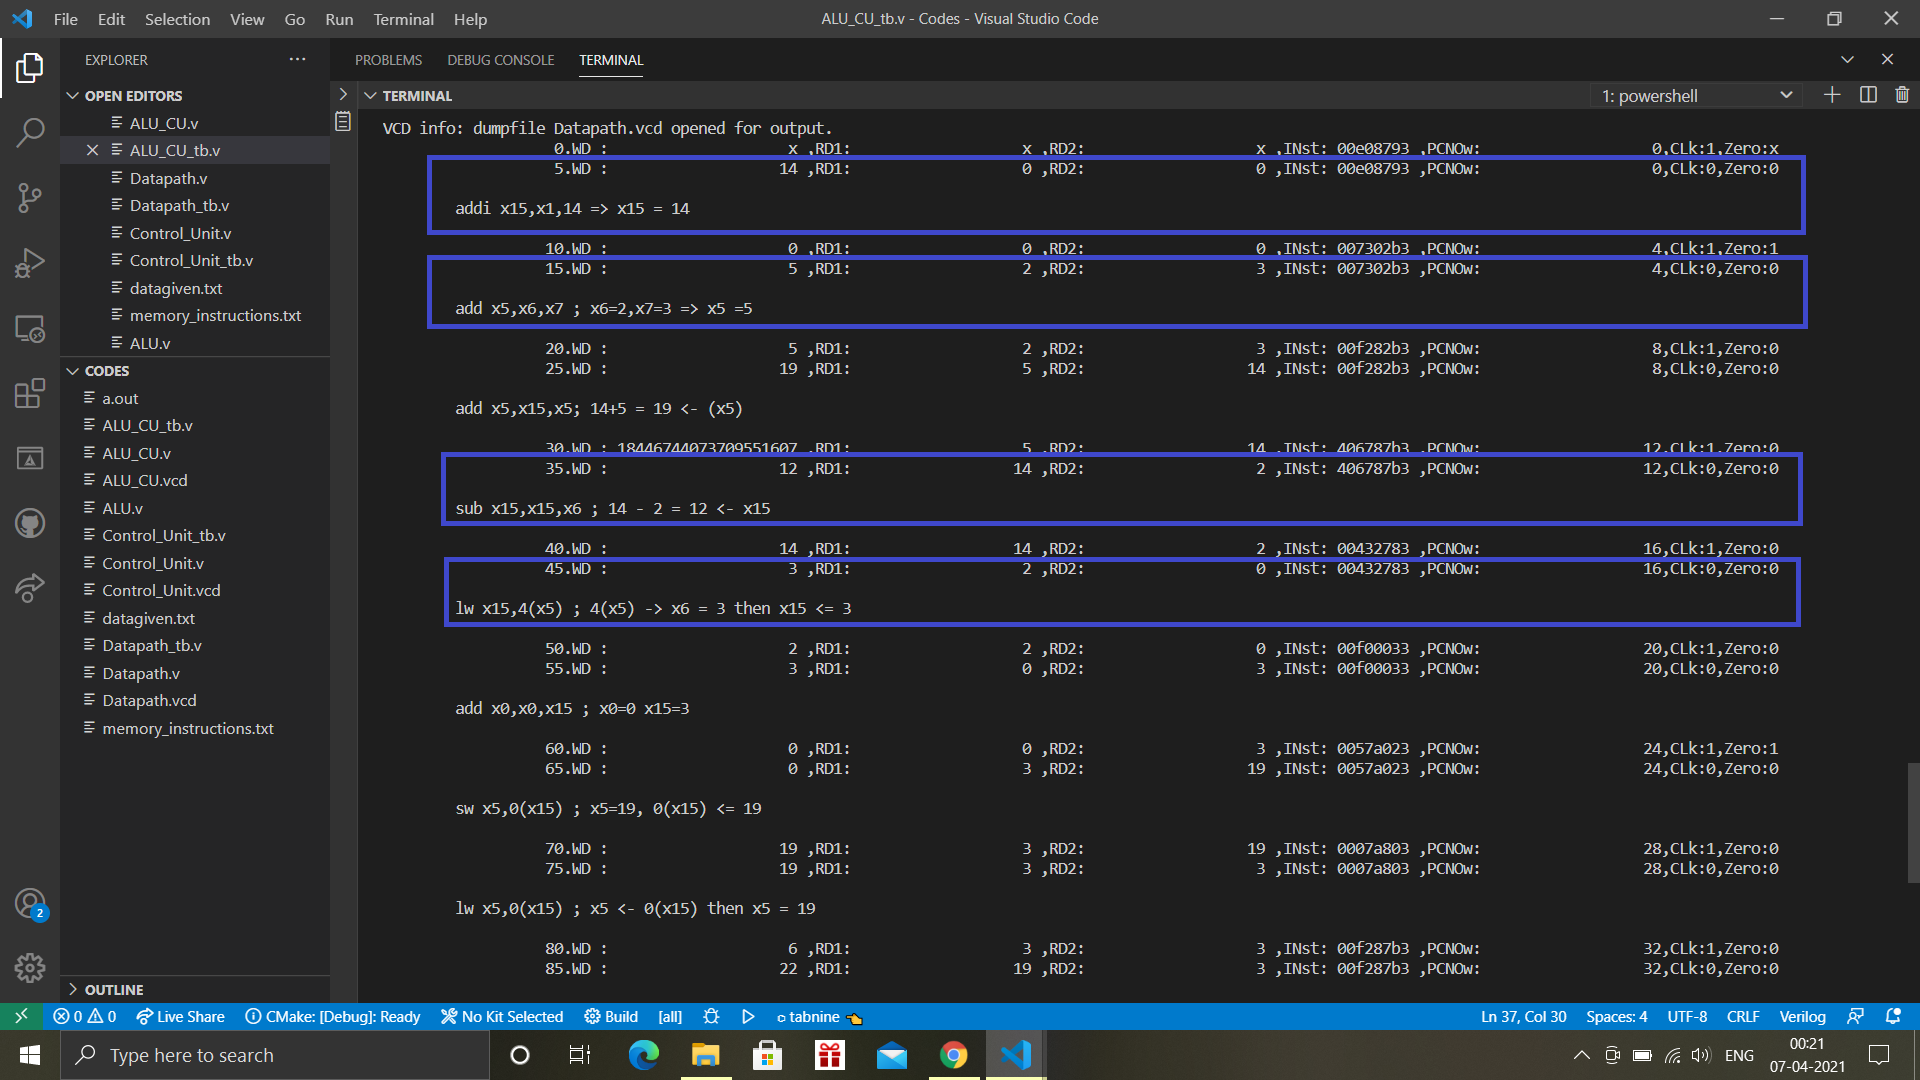 File Edit Selection View Go Run Terminal Help
ALU_CU_tb.v - Codes - Visual Studio Code
EXPLORER
OPEN EDITORS
ALU_CU.v
ALU_CU_tb.v
Datapath.v
Datapath_tb.v
Control_Unit.v
Control_Unit_tb.v
datagiven.txt
memory_instructions.txt
ALU.v
CODES
a.out
ALU_CU_tb.v
ALU_CU.v
ALU_CU.vcd
ALU.v
Control_Unit_tb.v
Control_Unit.v
Control_Unit.vcd
datagiven.txt
Datapath_tb.v
Datapath.v
Datapath.vcd
memory_instructions.txt
OUTLINE
2
PROBLEMS DEBUG CONSOLE TERMINAL
TERMINAL
1: powershell
VCD info: dumpfile Datapath.vcd opened for output.
0.WD : x ,RD1: x ,RD2: x ,INst: 00e08793 ,PCNOw: 0,CLk:1,Zero:x
5.WD : 14 ,RD1: 0 ,RD2: 0 ,INst: 00e08793 ,PCNOw: 0,CLk:0,Zero:0
addi x15,x1,14 => x15 = 14
10.WD : 0 ,RD1: 0 ,RD2: 0 ,INst: 007302b3 ,PCNOw: 4,CLk:1,Zero:1
15.WD : 5 ,RD1: 2 ,RD2: 3 ,INst: 007302b3 ,PCNOw: 4,CLk:0,Zero:0
add x5,x6,x7 ; x6=2,x7=3 => x5 =5
20.WD : 5 ,RD1: 2 ,RD2: 3 ,INst: 00f282b3 ,PCNOw: 8,CLk:1,Zero:0
25.WD : 19 ,RD1: 5 ,RD2: 14 ,INst: 00f282b3 ,PCNOw: 8,CLk:0,Zero:0
add x5,x15,x5; 14+5 = 19 <- (x5)
30.WD : 18446744073709551607 ,RD1: 5 ,RD2: 14 ,INst: 406787b3 ,PCNOw: 12,CLk:1,Zero:0
35.WD : 12 ,RD1: 14 ,RD2: 2 ,INst: 406787b3 ,PCNOw: 12,CLk:0,Zero:0
sub x15,x15,x6 ; 14 - 2 = 12 <- x15
40.WD : 14 ,RD1: 14 ,RD2: 2 ,INst: 00432783 ,PCNOw: 16,CLk:1,Zero:0
45.WD : 3 ,RD1: 2 ,RD2: 0 ,INst: 00432783 ,PCNOw: 16,CLk:0,Zero:0
lw x15,4(x5) ; 4(x5) -> x6 = 3 then x15 <= 3
50.WD : 2 ,RD1: 2 ,RD2: 0 ,INst: 00f00033 ,PCNOw: 20,CLk:1,Zero:0
55.WD : 3 ,RD1: 0 ,RD2: 3 ,INst: 00f00033 ,PCNOw: 20,CLk:0,Zero:0
add x0,x0,x15 ; x0=0 x15=3
60.WD : 0 ,RD1: 0 ,RD2: 3 ,INst: 0057a023 ,PCNOw: 24,CLk:1,Zero:1
65.WD : 0 ,RD1: 3 ,RD2: 19 ,INst: 0057a023 ,PCNOw: 24,CLk:0,Zero:0
sw x5,0(x15) ; x5=19, 0(x15) <= 19
70.WD : 19 ,RD1: 3 ,RD2: 19 ,INst: 0007a803 ,PCNOw: 28,CLk:1,Zero:0
75.WD : 19 ,RD1: 3 ,RD2: 3 ,INst: 0007a803 ,PCNOw: 28,CLk:0,Zero:0
lw x5,0(x15) ; x5 <- 0(x15) then x5 = 19
80.WD : 6 ,RD1: 3 ,RD2: 3 ,INst: 00f287b3 ,PCNOw: 32,CLk:1,Zero:0
85.WD : 22 ,RD1: 19 ,RD2: 3 ,INst: 00f287b3 ,PCNOw: 32,CLk:0,Zero:0
0 0 Live Share CMake: [Debug]: Ready No Kit Selected Build [all] tabnine Ln 37, Col 30 Spaces: 4 UTF-8 CRLF Verilog
Type here to search
ENG
00:21
07-04-2021